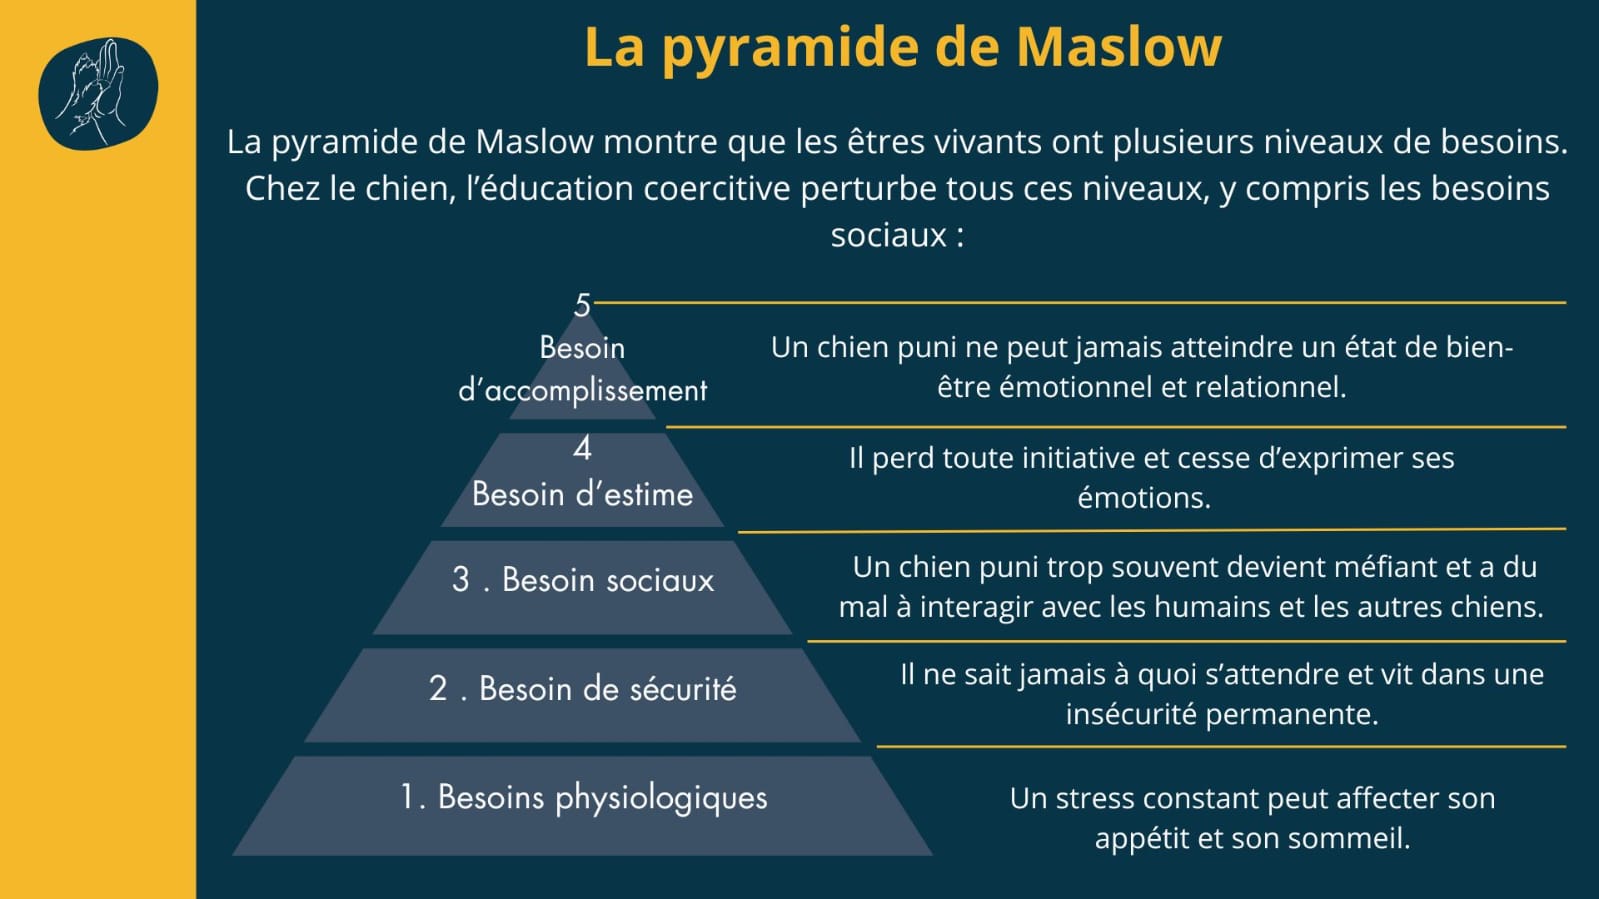 La pyramide de Maslow
La pyramide de Maslow montre que les êtres vivants ont plusieurs niveaux de besoins.
Chez le chien, l’éducation coercitive perturbe tous ces niveaux, y compris les besoins
sociaux :
5
Besoin
d’accomplissement
Un chien puni ne peut jamais atteindre un état de bien-
être émotionnel et relationnel.
4
Besoin d’estime
Il perd toute initiative et cesse d’exprimer ses
émotions.
3 . Besoin sociaux
Un chien puni trop souvent devient méfiant et a du
mal à interagir avec les humains et les autres chiens.
2 . Besoin de sécurité
Il ne sait jamais à quoi s’attendre et vit dans une
insécurité permanente.
1. Besoins physiologiques
Un stress constant peut affecter son
appétit et son sommeil.